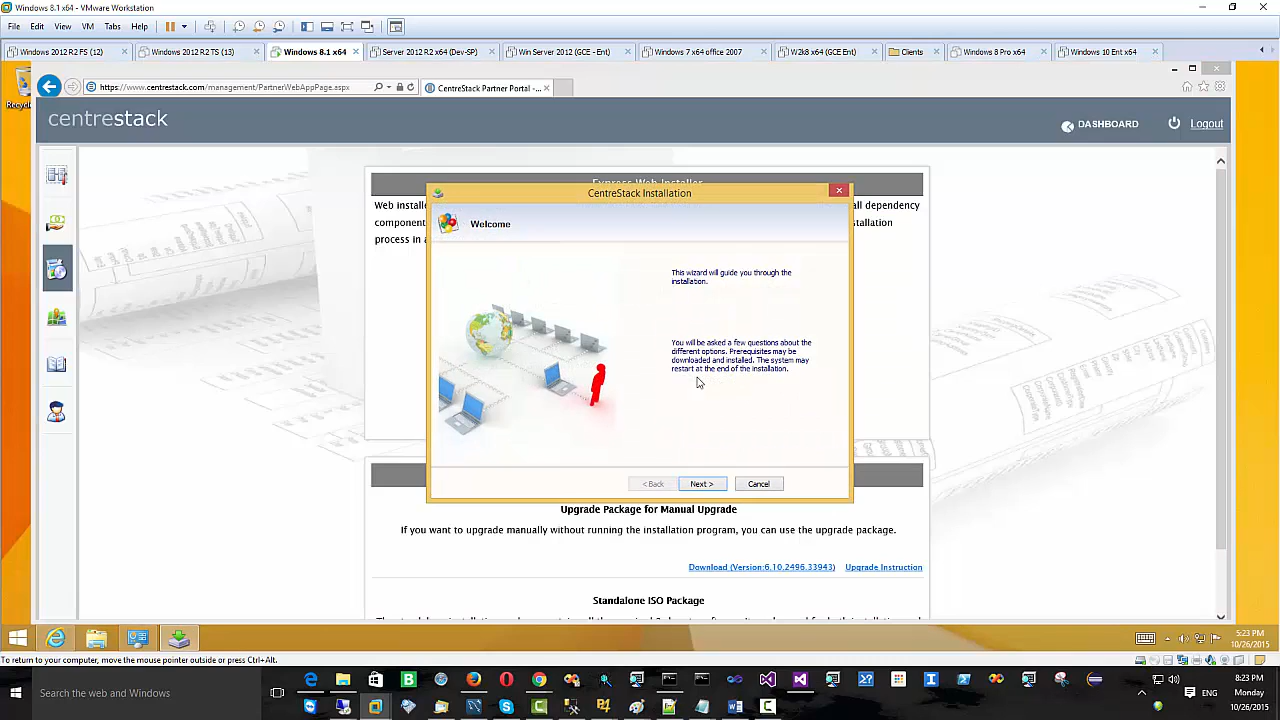 Windows 8.1 x64 - VMware Workstation
File Edit View VM Tabs Help
Windows 2012 R2 FS (12) Windows 2012 R2 TS (13) Windows 8.1 x64 Server 2012 R2 x64 (Dev-SP) Win Server 2012 (GCE - Ent) Windows 7 x64 office 2007 W2k8 x64 (GCE Ent) Clients Windows 8 Pro x64 Windows 10 Ent x64
https://www.centrestack.com/management/PartnerWebAppPage.aspx
CentreStack Partner Portal -...
centrestack
DASHBOARD
Logout
Express Web Installer
CentreStack Installation
Web install
all dependency
component
nstallation
process in a
Welcome
This wizard will guide you through the
installation.
You will be asked a few questions about the
different options. Prerequisites may be
downloaded and installed. The system may
restart at the end of the installation.
< Back
Next >
Cancel
Upgrade Package for Manual Upgrade
If you want to upgrade manually without running the installation program, you can use the upgrade package.
Download (Version:6.10.2496.33943) Upgrade Instruction
Standalone ISO Package
5:23 PM
10/26/2015
To return to your computer, move the mouse pointer outside or press Ctrl+Alt.
Search the web and Windows
ENG
8:23 PM
Monday
10/26/2015